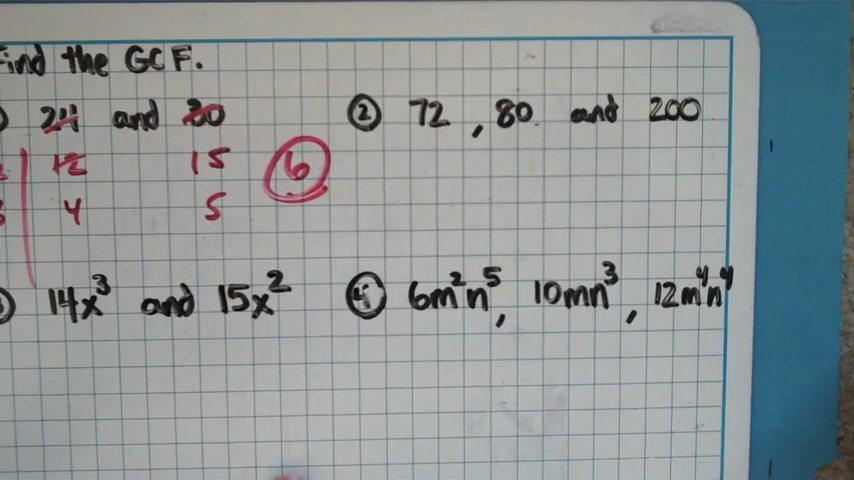 Find the GCF.
24 and 30
② 72, 80 and 200
12 15 6
4 5
14x³ and 15x²
④ 6m²n⁵, 10mn³, 12m⁴n⁴